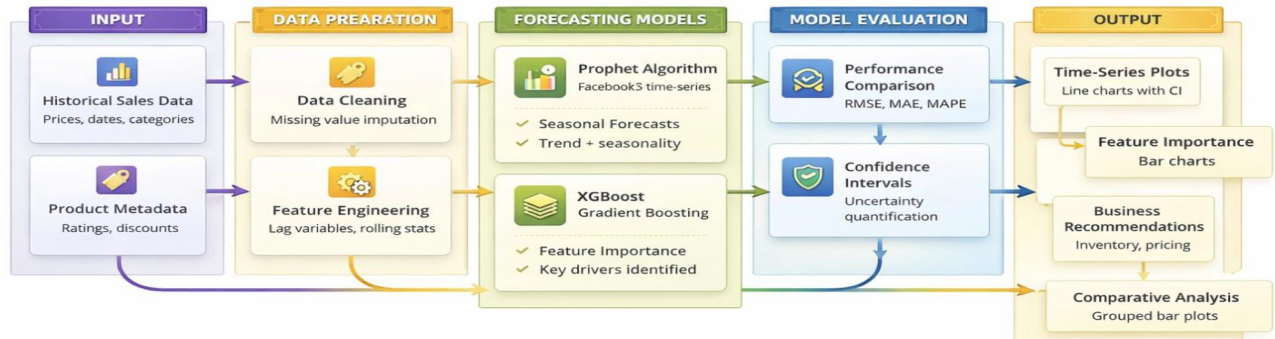 INPUT
Historical Sales Data
Prices, dates, categories
Product Metadata
Ratings, discounts
DATA PREARATION
Data Cleaning
Missing value imputation
Feature Engineering
Lag variables, rolling stats
FORECASTING MODELS
Prophet Algorithm
Facebook3 time-series
Seasonal Forecasts
Trend + seasonality
XGBoost
Gradient Boosting
Feature Importance
Key drivers identified
MODEL EVALUATION
Performance
Comparison
RMSE, MAE, MAPE
Confidence
Intervals
Uncertainty
quantification
OUTPUT
Time-Series Plots
Line charts with CI
Feature Importance
Bar charts
Business
Recommendations
Inventory, pricing
Comparative Analysis
Grouped bar plots